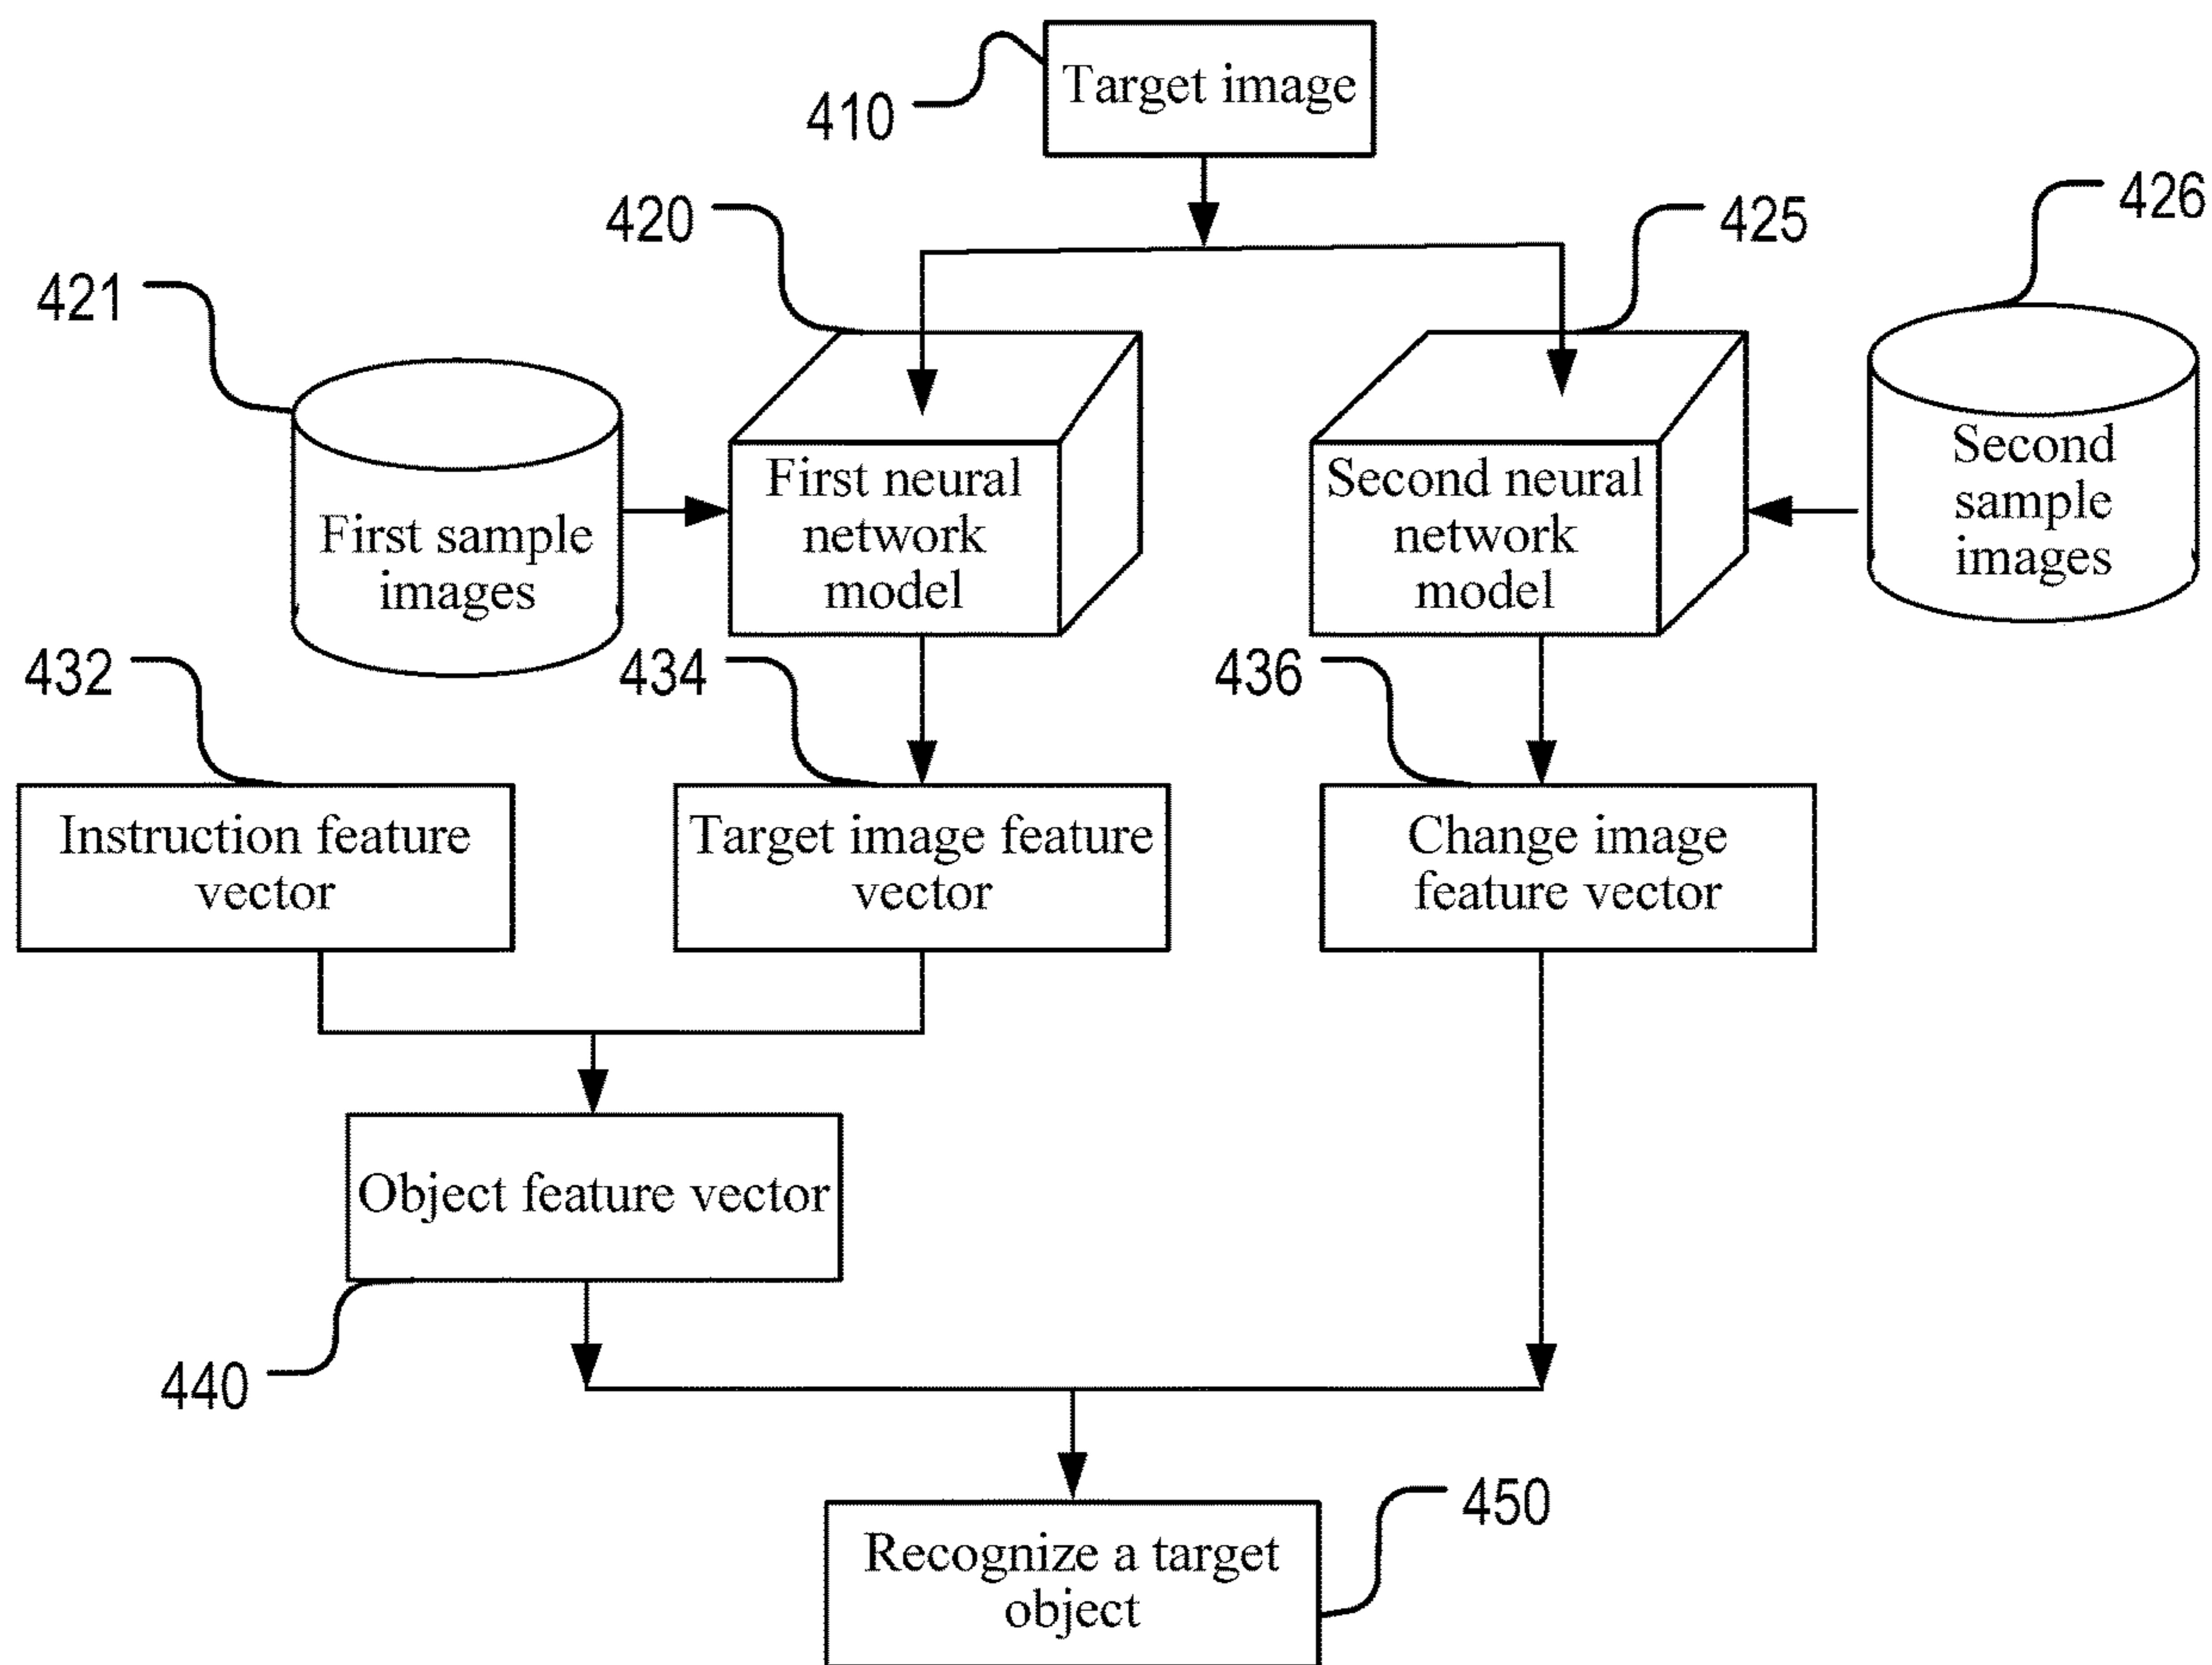 Target image
410
420
425
426
421
First sample
images
First neural
network
model
Second neural
network
model
Second
sample
images
432
434
436
Instruction feature
vector
Target image feature
vector
Change image
feature vector
Object feature vector
440
450
Recognize a target
object